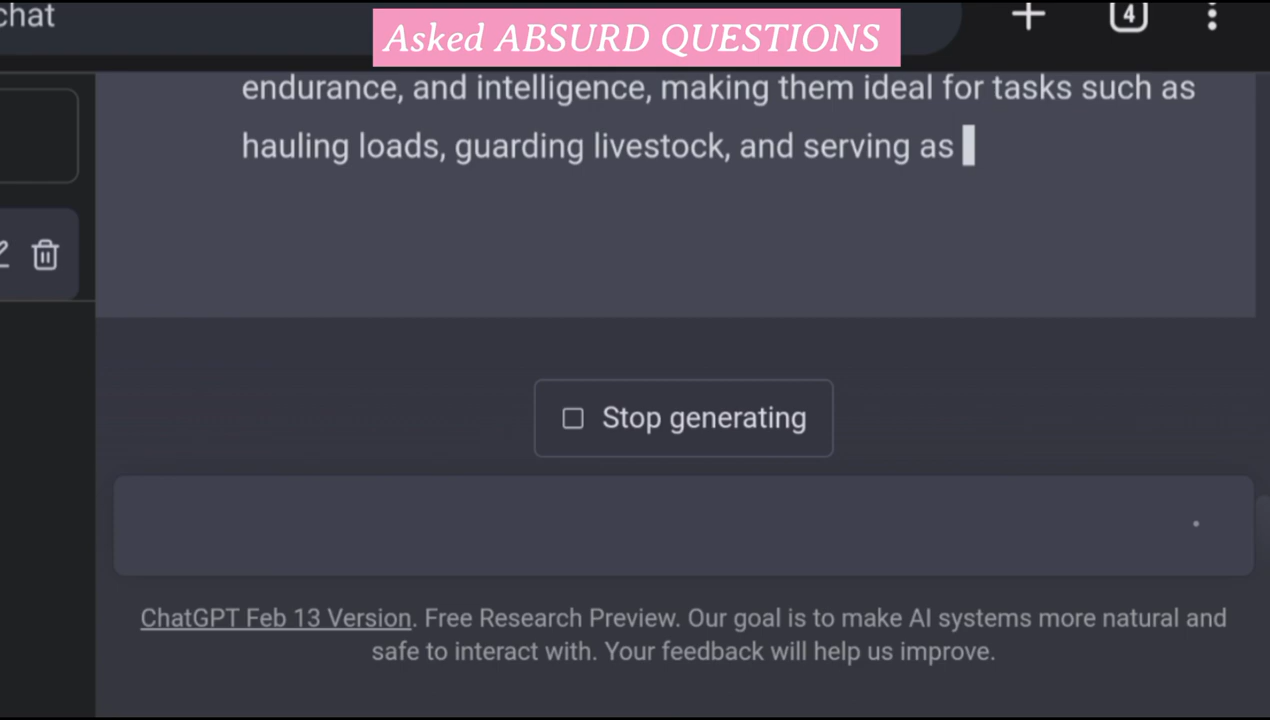 chat
Asked ABSURD QUESTIONS
4
endurance, and intelligence, making them ideal for tasks such as
hauling loads, guarding livestock, and serving as
Stop generating
ChatGPT Feb 13 Version. Free Research Preview. Our goal is to make AI systems more natural and
safe to interact with. Your feedback will help us improve.